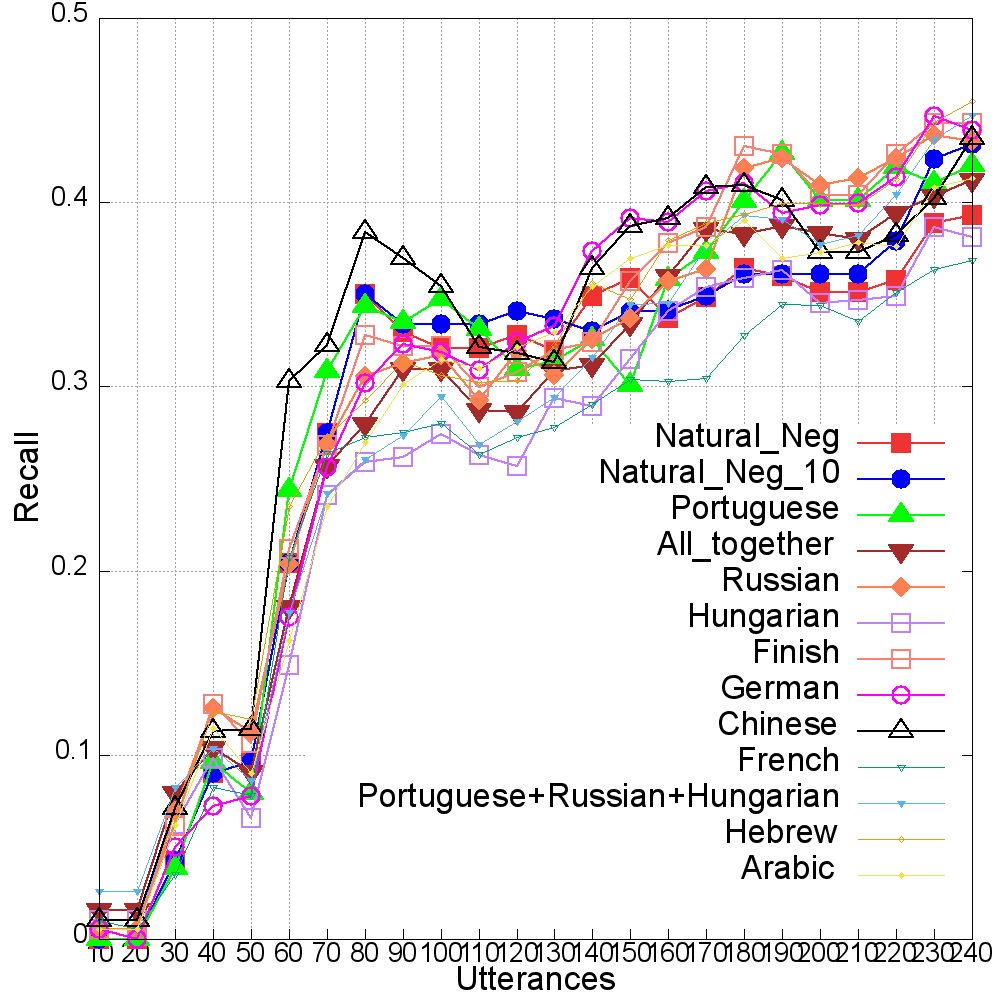 0.5
0.4
0.3
0.2
0.1
0
Recall
Natural_Neg
Natural_Neg_10
Portuguese
All_together
Russian
Hungarian
Finish
German
Chinese
French
Portuguese+Russian+Hungarian
Hebrew
Arabic
10 20 30 40 50 60 70 80 90 100 110 120 130 140 150 160 170 180 190 200 210 220 230 240
Utterances